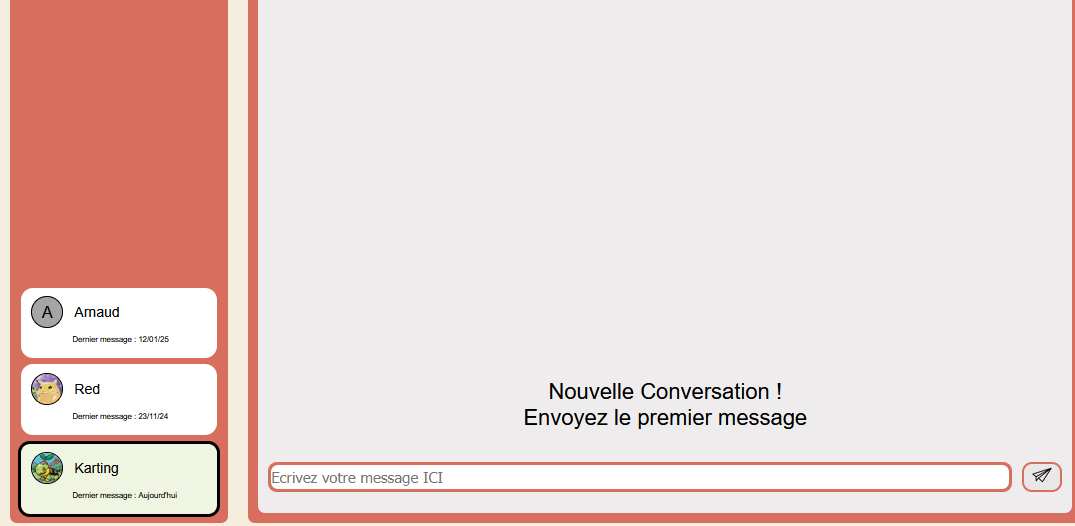 A
Arnaud
Dernier message : 12/01/25
Red
Dernier message : 23/11/24
Karting
Dernier message : Aujourd'hui
Nouvelle Conversation !
Envoyez le premier message
Ecrivez votre message ICI